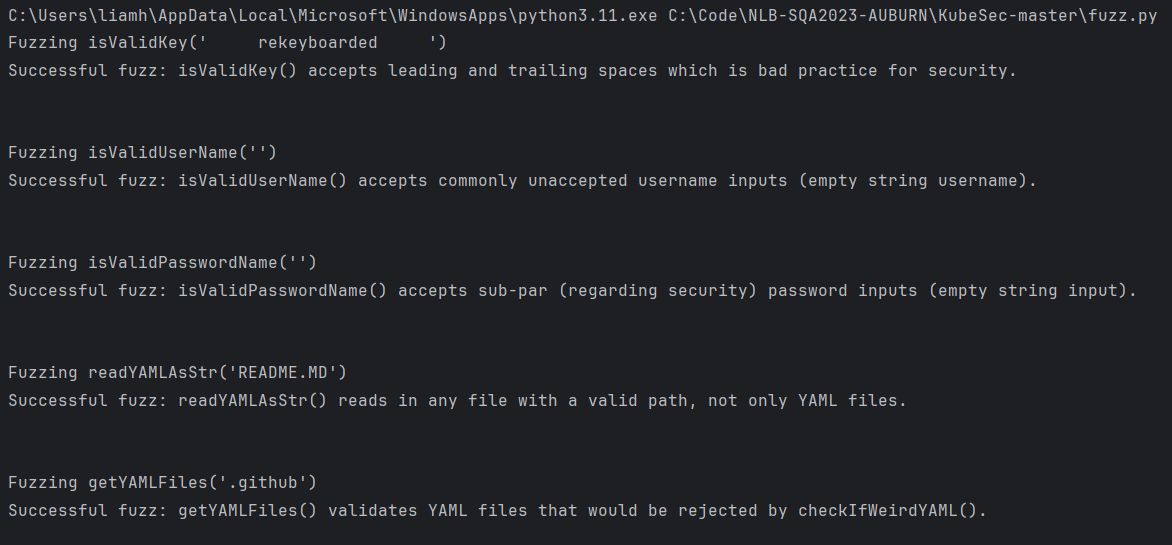 C:\Users\liamh\AppData\Local\Microsoft\WindowsApps\python3.11.exe C:\Code\NLB-SQA2023-AUBURN\KubeSec-master\fuzz.py
Fuzzing isValidKey('     rekeyboarded     ')
Successful fuzz: isValidKey() accepts leading and trailing spaces which is bad practice for security.
Fuzzing isValidUserName('')
Successful fuzz: isValidUserName() accepts commonly unaccepted username inputs (empty string username).
Fuzzing isValidPasswordName('')
Successful fuzz: isValidPasswordName() accepts sub-par (regarding security) password inputs (empty string input).
Fuzzing readYAMLAsStr('README.MD')
Successful fuzz: readYAMLAsStr() reads in any file with a valid path, not only YAML files.
Fuzzing getYAMLFiles('.github')
Successful fuzz: getYAMLFiles() validates YAML files that would be rejected by checkIfWeirdYAML().